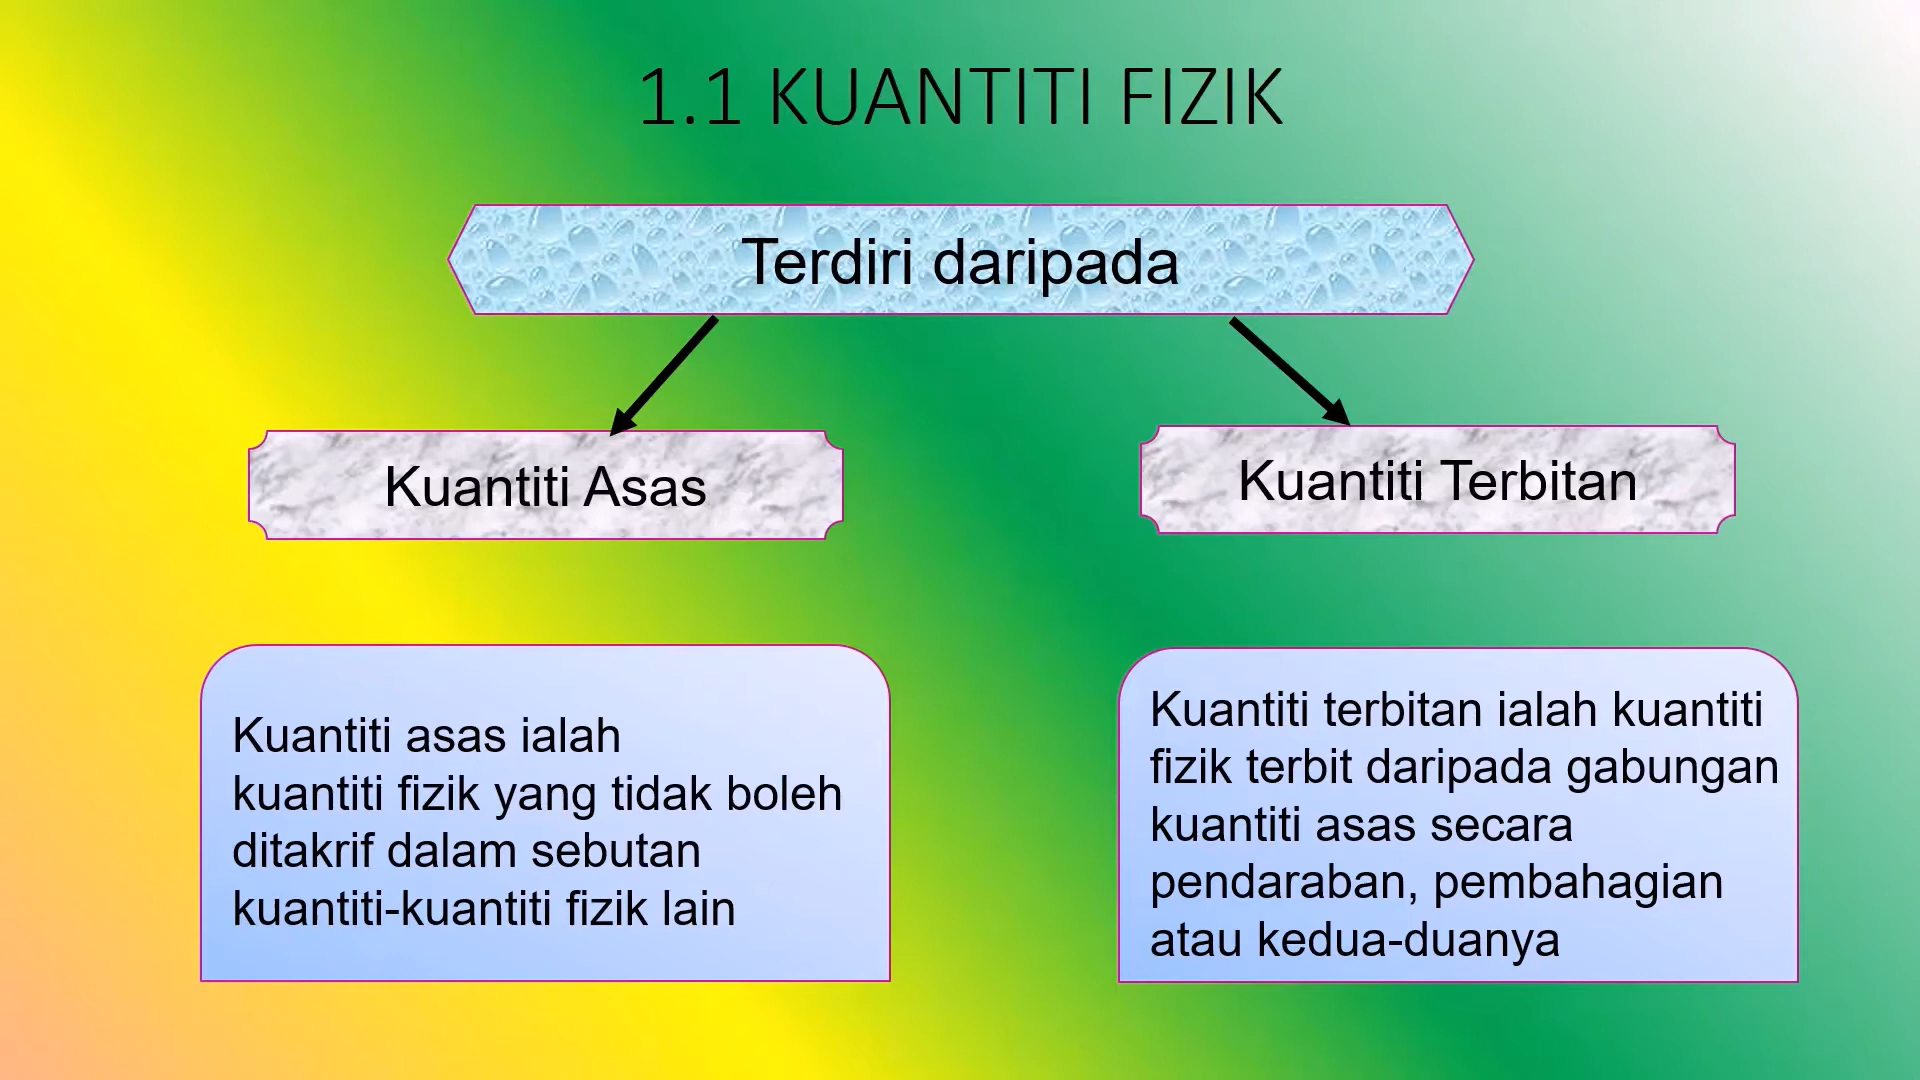 1.1 KUANTITI FIZIK
Terdiri daripada
Kuantiti Asas
Kuantiti Terbitan
Kuantiti asas ialah
kuantiti fizik yang tidak boleh
ditakrif dalam sebutan
kuantiti-kuantiti fizik lain
Kuantiti terbitan ialah kuantiti
fizik terbit daripada gabungan
kuantiti asas secara
pendaraban, pembahagian
atau kedua-duanya